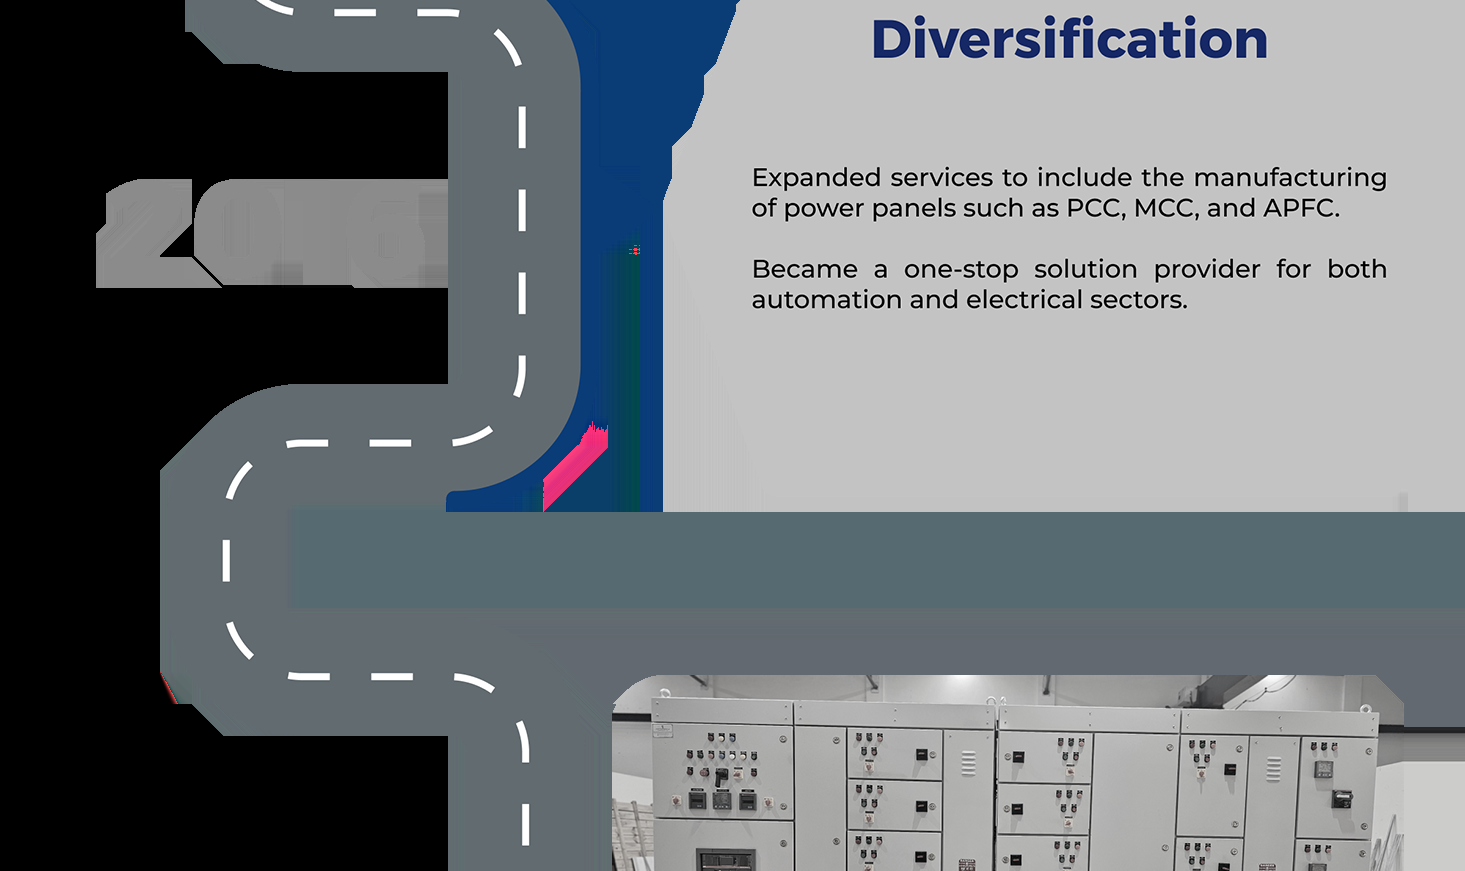 Diversification
2016
Expanded services to include the manufacturing
of power panels such as PCC, MCC, and APFC.
Became a one-stop solution provider for both
automation and electrical sectors.